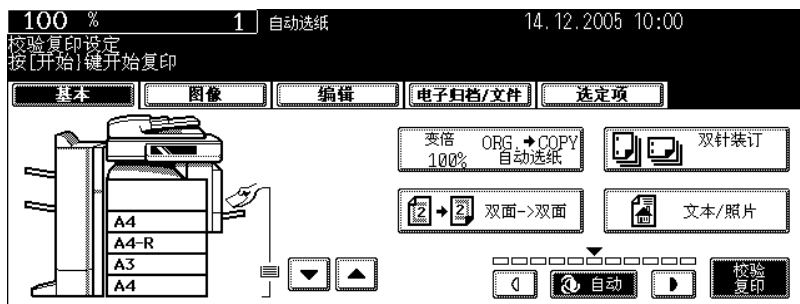 100 % 1 自动选纸 14.12.2005 10:00
校验复印设定
按[开始]键开始复印
基本 图像 编辑 电子归档/文件 选定项
变倍 ORG.➔COPY 双针装订
100% 自动选纸
2➔2 双面->双面 文本/照片
A4
A4-R
A3
A4
自动 校验
复印